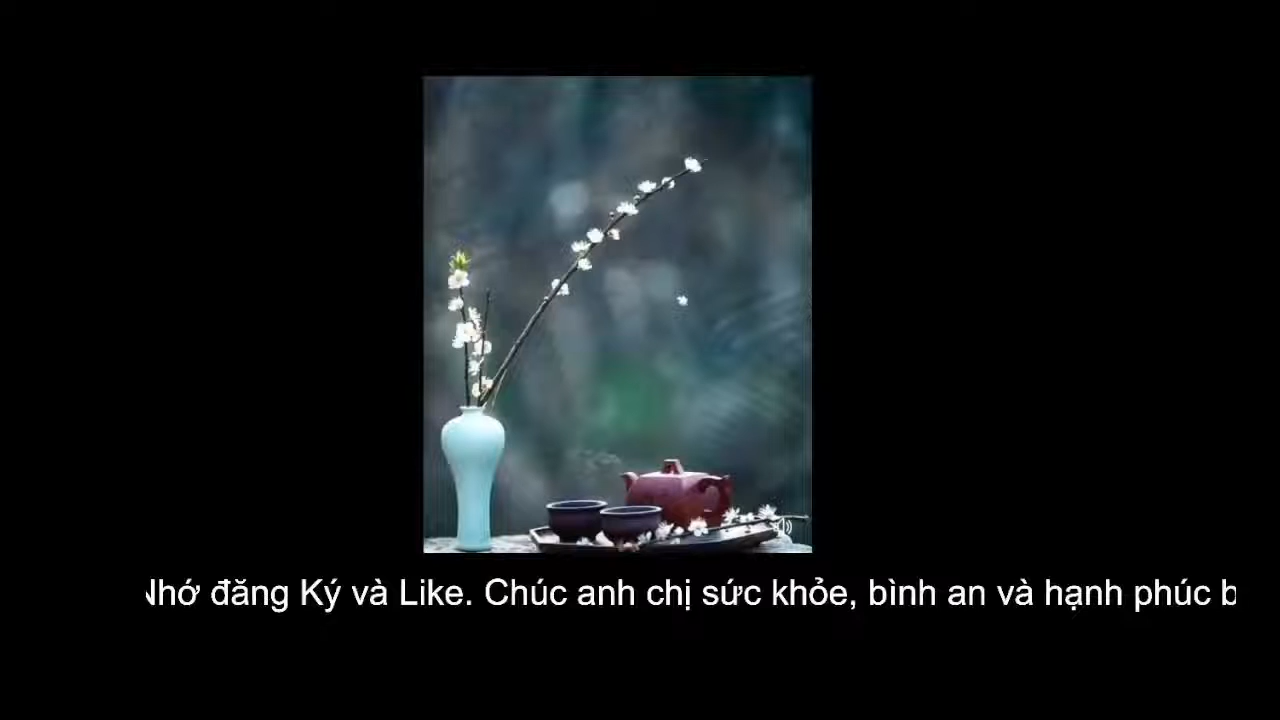 Nhớ đăng Ký và Like. Chúc anh chị sức khỏe, bình an và hạnh phúc